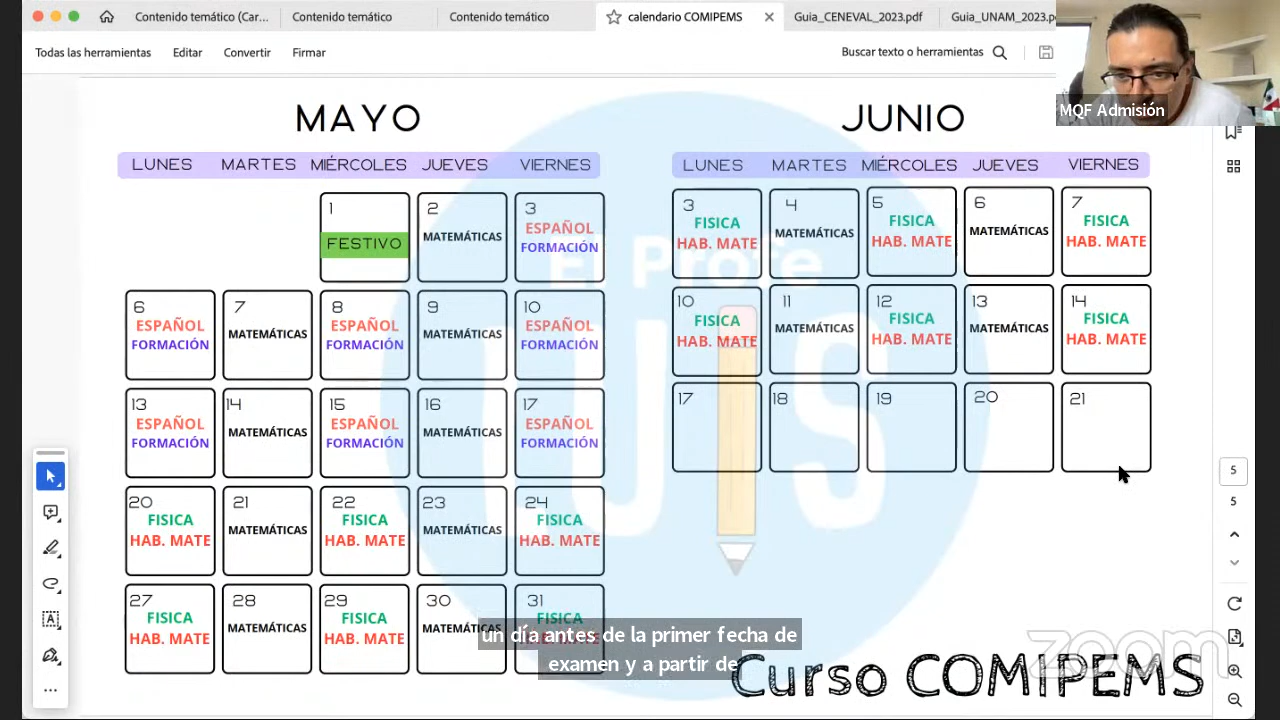 Contenido temático (Car...
Contenido temático
Contenido temático
calendario COMIPEMS
Guia_CENEVAL_2023.pdf
Guia_UNAM_2023.p
Todas las herramientas
Editar
Convertir
Firmar
Buscar texto o herramientas
MQF Admisión
MAYO
LUNES MARTES MIÉRCOLES JUEVES VIERNES
1 2 3
FESTIVO MATEMÁTICAS ESPAÑOL
FORMACIÓN
6 7 8 9 10
ESPAÑOL MATEMÁTICAS ESPAÑOL MATEMÁTICAS ESPAÑOL
FORMACIÓN FORMACIÓN FORMACIÓN
13 14 15 16 17
ESPAÑOL MATEMÁTICAS ESPAÑOL MATEMÁTICAS ESPAÑOL
FORMACIÓN FORMACIÓN FORMACIÓN
20 21 22 23 24
FISICA MATEMÁTICAS FISICA MATEMÁTICAS FISICA
HAB. MATE HAB. MATE HAB. MATE
27 28 29 30 31
FISICA MATEMÁTICAS FISICA MATEMÁTICAS FISICA
HAB. MATE HAB. MATE
JUNIO
LUNES MARTES MIÉRCOLES JUEVES VIERNES
3 4 5 6 7
FISICA MATEMÁTICAS FISICA MATEMÁTICAS FISICA
HAB. MATE HAB. MATE HAB. MATE
10 11 12 13 14
FISICA MATEMÁTICAS FISICA MATEMÁTICAS FISICA
HAB. MATE HAB. MATE HAB. MATE
17 18 19 20 21
El Profe
LUIS
5
5
un día antes de la primer fecha de
examen y a partir de
Curso COMIPEMS
zoom